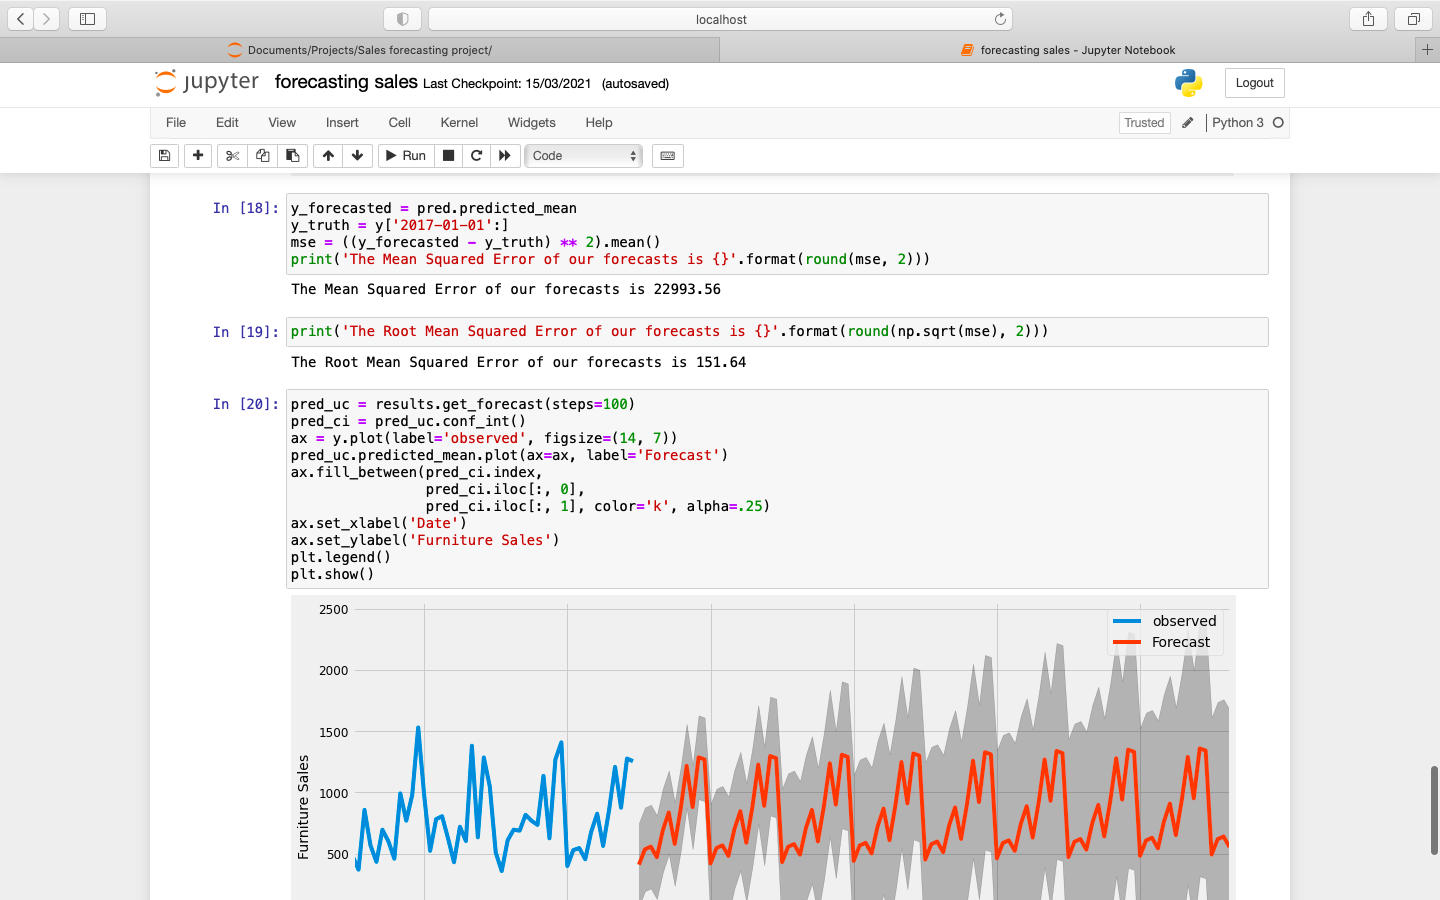 localhost
Documents/Projects/Sales forecasting project/
forecasting sales - Jupyter Notebook
jupyter forecasting sales Last Checkpoint: 15/03/2021 (autosaved)
Logout
File Edit View Insert Cell Kernel Widgets Help
Trusted
Python 3
Run
Code
In [18]:
y_forecasted = pred.predicted_mean
y_truth = y['2017-01-01':]
mse = ((y_forecasted - y_truth) ** 2).mean()
print('The Mean Squared Error of our forecasts is {}'.format(round(mse, 2)))
The Mean Squared Error of our forecasts is 22993.56
In [19]:
print('The Root Mean Squared Error of our forecasts is {}'.format(round(np.sqrt(mse), 2)))
The Root Mean Squared Error of our forecasts is 151.64
In [20]:
pred_uc = results.get_forecast(steps=100)
pred_ci = pred_uc.conf_int()
ax = y.plot(label='observed', figsize=(14, 7))
pred_uc.predicted_mean.plot(ax=ax, label='Forecast')
ax.fill_between(pred_ci.index,
                pred_ci.iloc[:, 0],
                pred_ci.iloc[:, 1], color='k', alpha=.25)
ax.set_xlabel('Date')
ax.set_ylabel('Furniture Sales')
plt.legend()
plt.show()
2500
observed
Forecast
2000
1500
1000
500
Furniture Sales